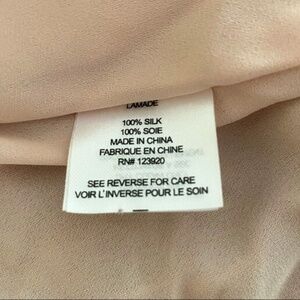 LAMADE
100% SILK
100% SOIE
MADE IN CHINA
FABRIQUE EN CHINE
RN# 123920
SEE REVERSE FOR CARE
VOIR L'INVERSE POUR LE SOIN